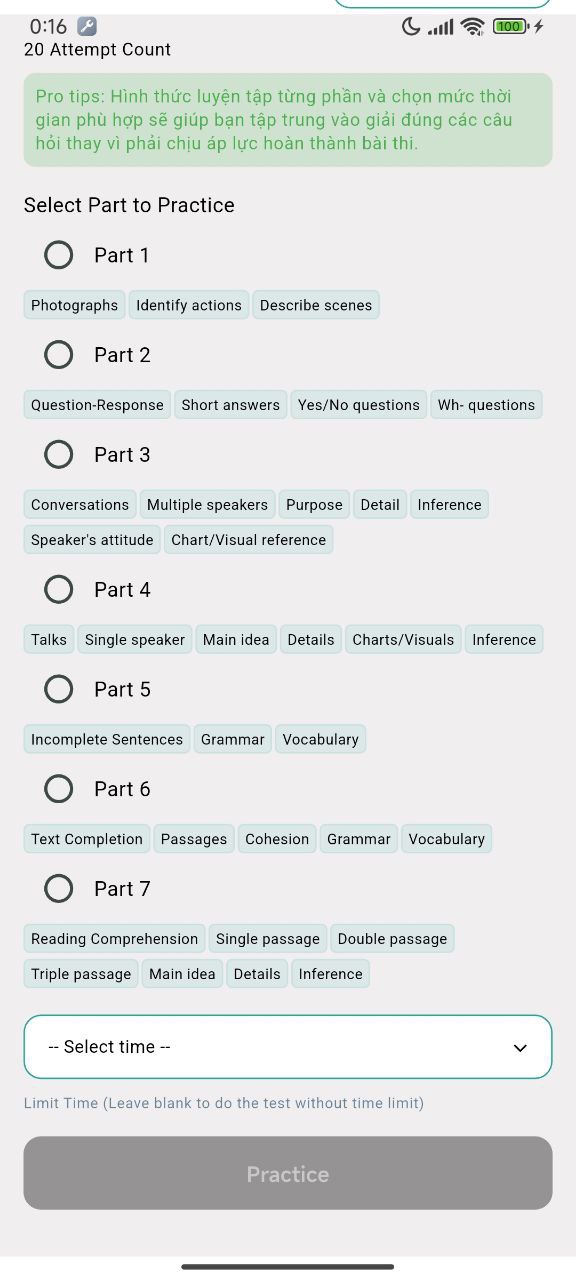 0:16
100
20 Attempt Count
Pro tips: Hình thức luyện tập từng phần và chọn mức thời
gian phù hợp sẽ giúp bạn tập trung vào giải đúng các câu
hỏi thay vì phải chịu áp lực hoàn thành bài thi.
Select Part to Practice
Part 1
Photographs Identify actions Describe scenes
Part 2
Question-Response Short answers Yes/No questions Wh- questions
Part 3
Conversations Multiple speakers Purpose Detail Inference
Speaker's attitude Chart/Visual reference
Part 4
Talks Single speaker Main idea Details Charts/Visuals Inference
Part 5
Incomplete Sentences Grammar Vocabulary
Part 6
Text Completion Passages Cohesion Grammar Vocabulary
Part 7
Reading Comprehension Single passage Double passage
Triple passage Main idea Details Inference
-- Select time --
Limit Time (Leave blank to do the test without time limit)
Practice